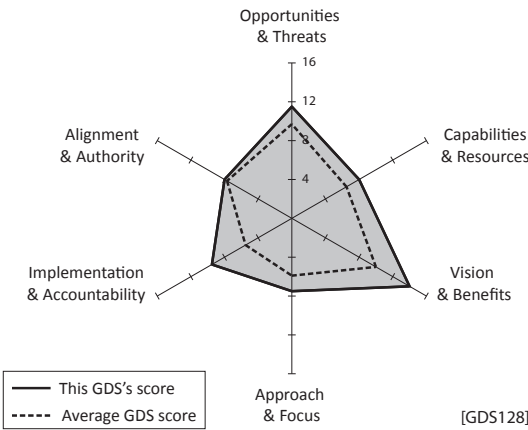 Opportunities
& Threats
16
12
8
4
Alignment
& Authority
Capabilities
& Resources
Implementation
& Accountability
Vision
& Benefits
Approach
& Focus
This GDS's score
Average GDS score
[GDS128]